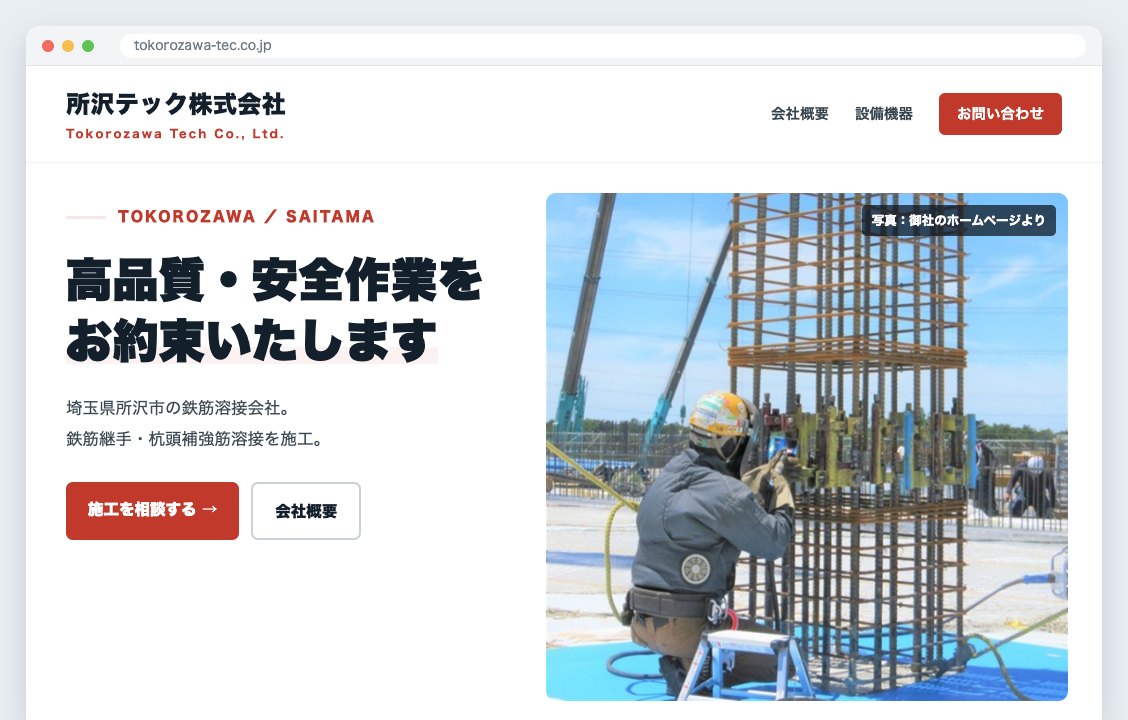 tokorozawa-tec.co.jp
所沢テック株式会社
Tokorozawa Tech Co., Ltd.
会社概要
設備機器
お問い合わせ
TOKOROZAWA ／ SAITAMA
写真：御社のホームページより
高品質・安全作業を
お約束いたします
埼玉県所沢市の鉄筋溶接会社。
鉄筋継手・杭頭補強筋溶接を施工。
施工を相談する →
会社概要